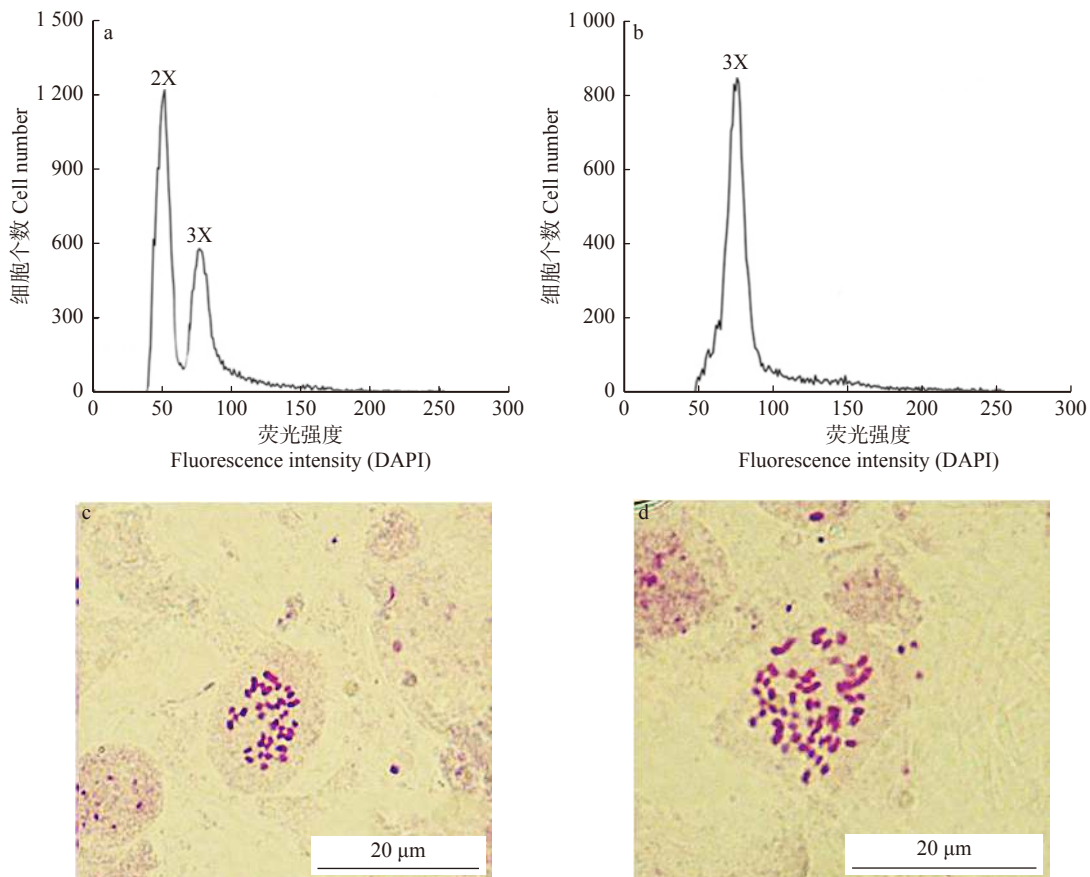 a
1 500
1 200
900
600
300
0
2X
3X
细胞个数 Cell number
0 50 100 150 200 250 300
荧光强度
Fluorescence intensity (DAPI)
b
1 000
800
600
400
200
0
3X
细胞个数 Cell number
0 50 100 150 200 250 300
荧光强度
Fluorescence intensity (DAPI)
c
20 μm
d
20 μm